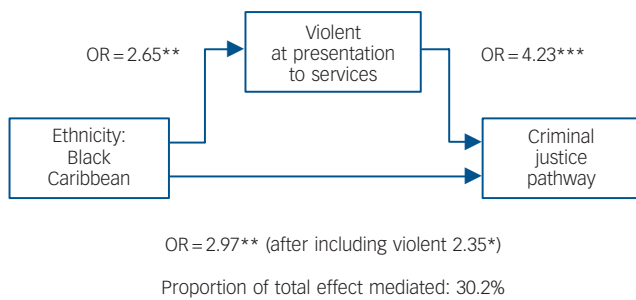 Violent
at presentation
to services
OR = 2.65**
OR = 4.23***
Ethnicity:
Black
Caribbean
Criminal
justice
pathway
OR = 2.97** (after including violent 2.35*)
Proportion of total effect mediated: 30.2%